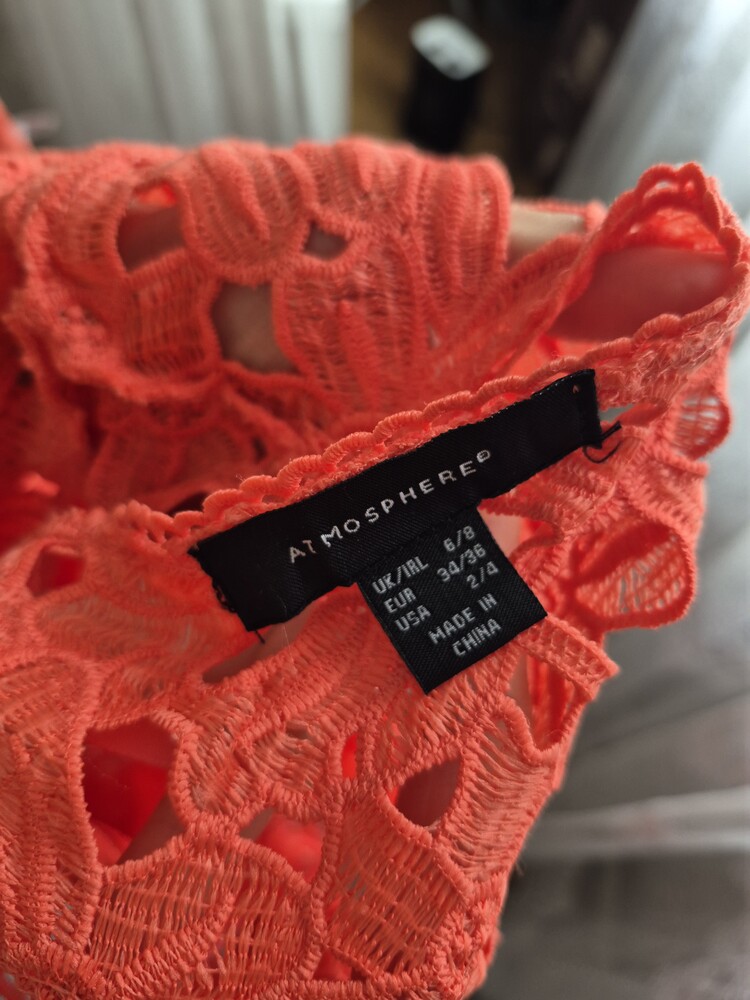 ATMOSPHERE®
UK/IRL 6/8
EUR 34/36
USA 2/4
MADE IN
CHINA